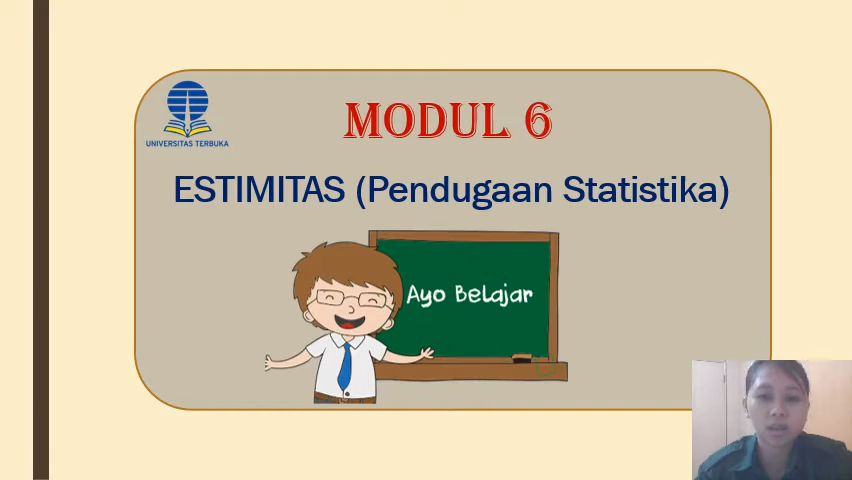 UNIVERSITAS TERBUKA
MODUL 6
ESTIMITAS (Pendugaan Statistika)
Ayo Belajar